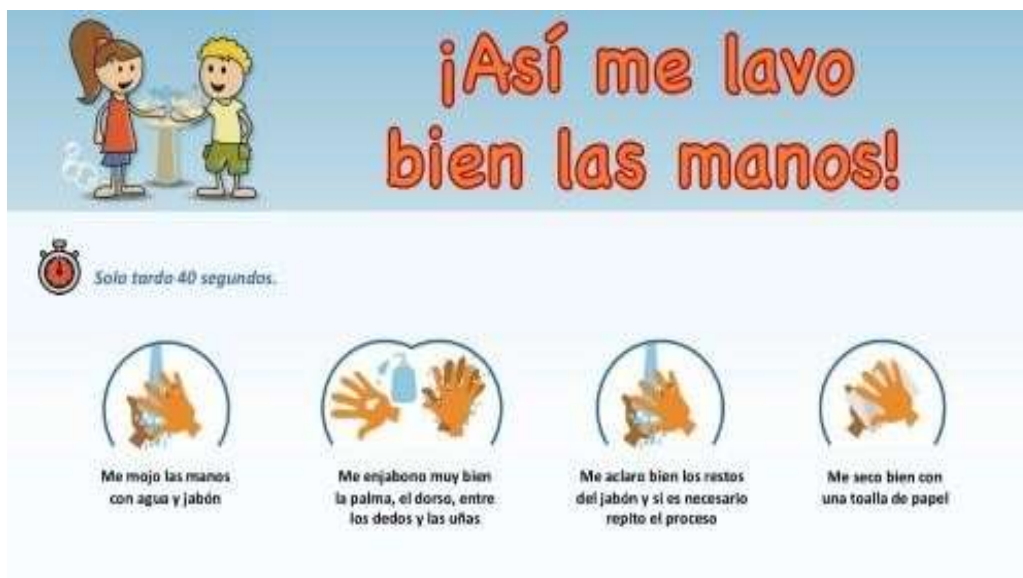 ¡Así me lavo
bien las manos!
Solo tarda 40 segundos.
Me mojo las manos
con agua y jabón
Me enjabono muy bien
la palma, el dorso, entre
los dedos y las uñas
Me aclaro bien los restos
del jabón y si es necesario
repito el proceso
Me seco bien con
una toalla de papel